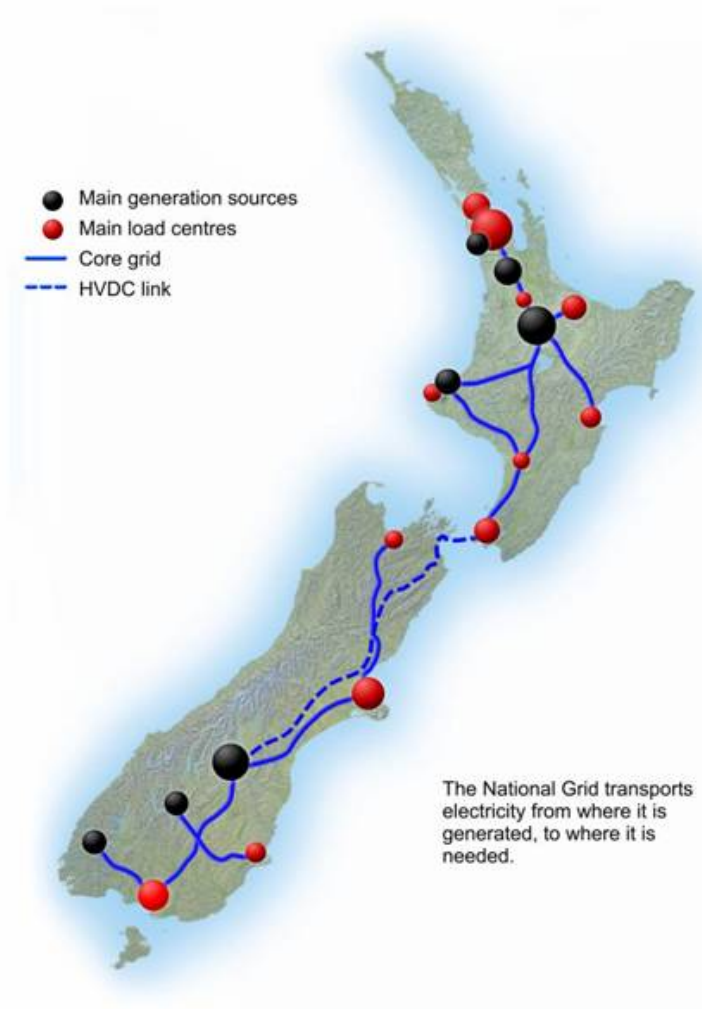 Main generation sources
Main load centres
Core grid
HVDC link
The National Grid transports
electricity from where it is
generated, to where it is
needed.